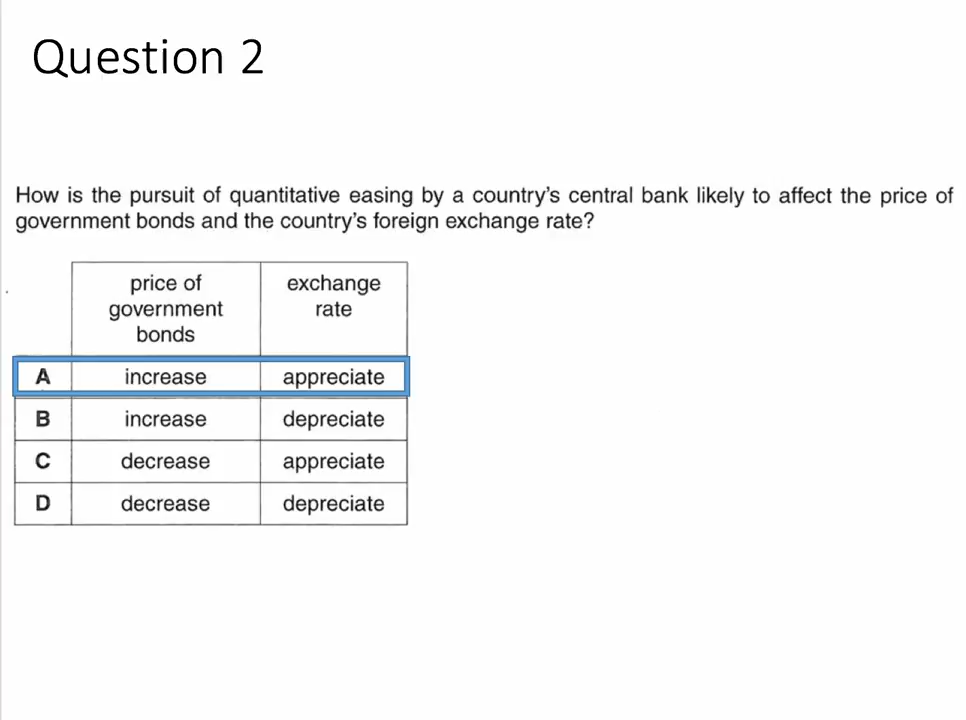 Question 2
How is the pursuit of quantitative easing by a country's central bank likely to affect the price of
government bonds and the country's foreign exchange rate?
price of government bonds exchange rate
A increase appreciate
B increase depreciate
C decrease appreciate
D decrease depreciate